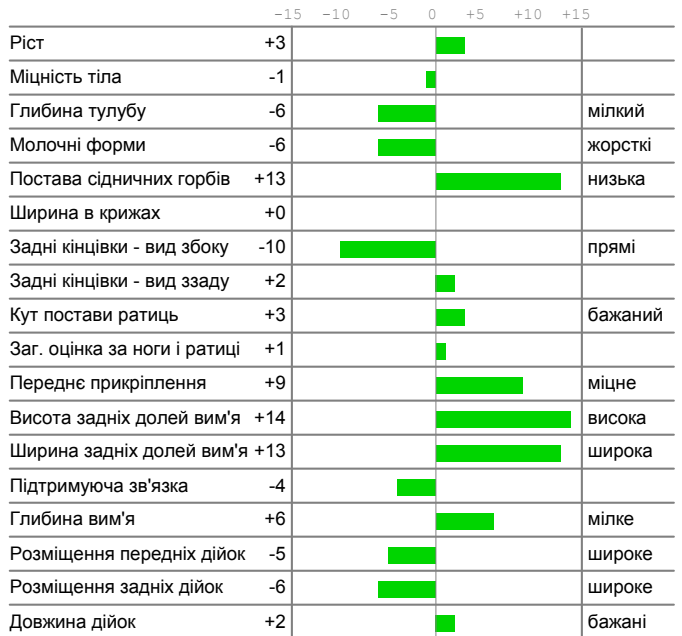 -15 -10 -5 0 +5 +10 +15
Ріст +3
Міцність тіла -1
Глибина тулубу -6 мілкий
Молочні форми -6 жорсткі
Постава сідничних горбів +13 низька
Ширина в крижах +0
Задні кінцівки - вид збоку -10 прямі
Задні кінцівки - вид ззаду +2
Кут постави ратиць +3 бажаний
Заг. оцінка за ноги і ратиці +1
Переднє прикріплення +9 міцне
Висота задніх долей вим'я +14 висока
Ширина задніх долей вим'я +13 широка
Підтримуюча зв'язка -4
Глибина вим'я +6 мілке
Розміщення передніх дійок -5 широке
Розміщення задніх дійок -6 широке
Довжина дійок +2 бажані